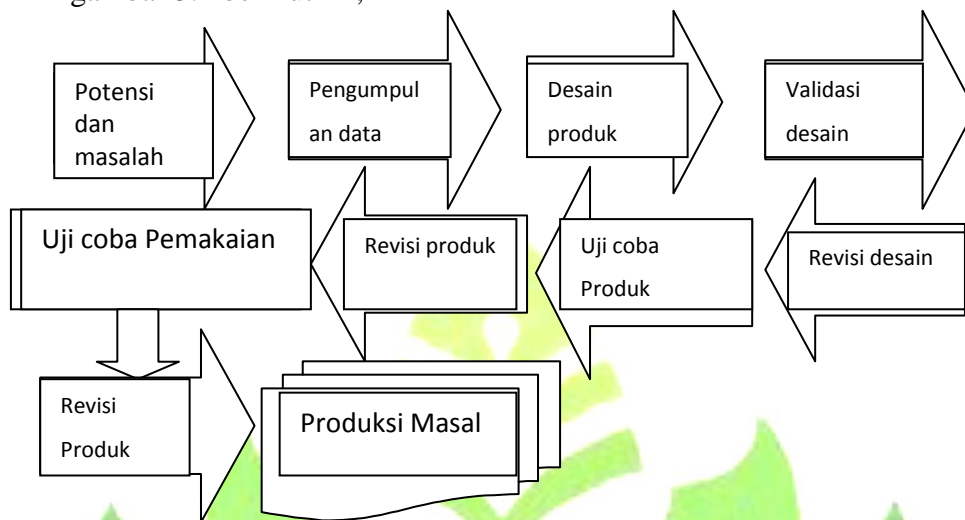 Potensi
dan
masalah
Pengumpul
an data
Desain
produk
Validasi
desain
Uji coba Pemakaian
Revisi produk
Uji coba
Produk
Revisi desain
Revisi
Produk
Produksi Masal